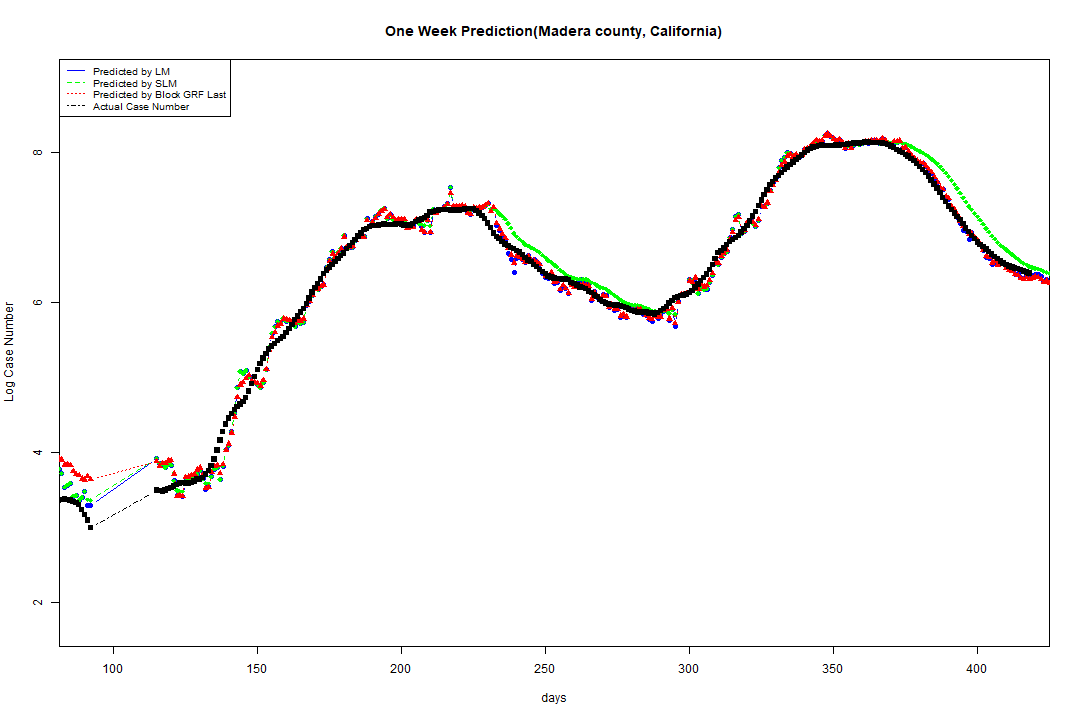 One Week Prediction(Madera county, California)
Predicted by LM
Predicted by SLM
Predicted by Block GRF Last
Actual Case Number
8
6
4
2
Log Case Number
100 150 200 250 300 350 400
days